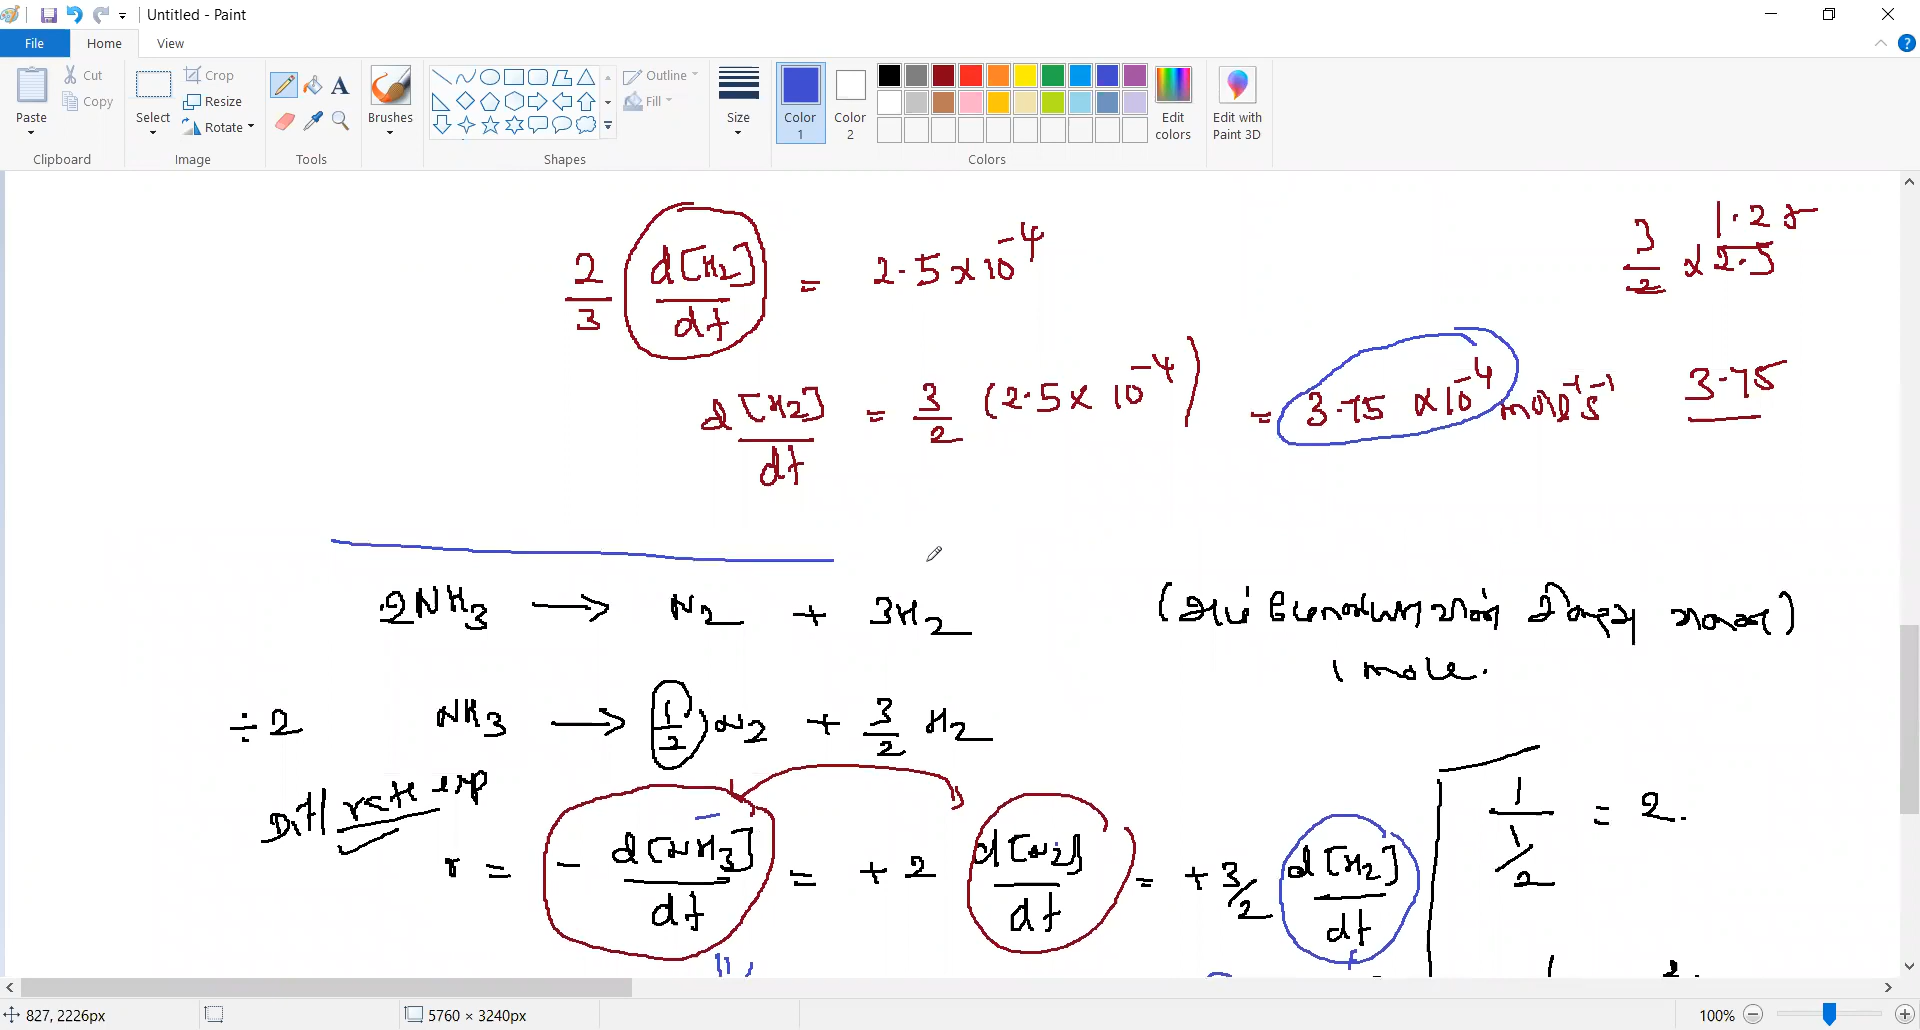 Untitled - Paint
File Home View
Cut
Copy
Paste
Clipboard
Crop
Resize
Rotate
Select
Image
Tools
Brushes
Outline
Fill
Shapes
Size
Color 1
Color 2
Edit colors
Edit with Paint 3D
Colors
2/3 d[H2]/dt = 2.5 x 10^-4
3/2 x 2.5
1.25
d[H2]/dt = 3/2 (2.5 x 10^-4) = 3.75 x 10^-4 mol l^-1 s^-1
3.75
2NH3 → N2 + 3H2
1 mole.
÷2 NH3 → 1/2 N2 + 3/2 H2
Diff rate exp
r = - d[NH3]/dt = + 2 d[N2]/dt = + 3/2 d[H2]/dt
1/(1/2) = 2.
827, 2226px
5760 × 3240px
100%